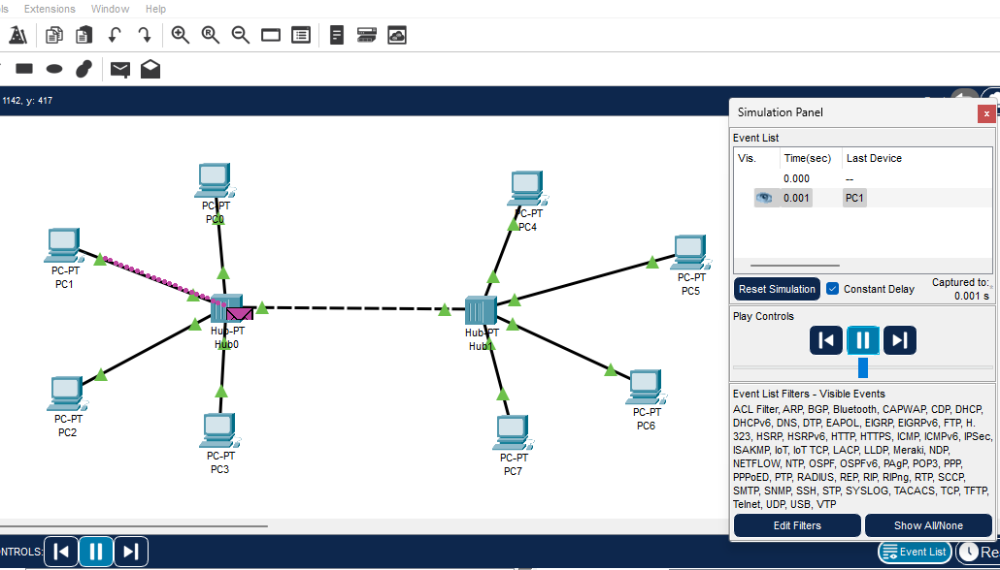 ls Extensions Window Help
1142, y: 417
Simulation Panel
x
Event List
Vis. Time(sec) Last Device
0.000 --
0.001 PC1
Reset Simulation Constant Delay Captured to:
0.001 s
Play Controls
Event List Filters - Visible Events
ACL Filter, ARP, BGP, Bluetooth, CAPWAP, CDP, DHCP,
DHCPv6, DNS, DTP, EAPOL, EIGRP, EIGRPv6, FTP, H.
323, HSRP, HSRPv6, HTTP, HTTPS, ICMP, ICMPv6, IPSec,
ISAKMP, IoT, IoT TCP, LACP, LLDP, Meraki, NDP,
NETFLOW, NTP, OSPF, OSPFv6, PAgP, POP3, PPP,
PPPoED, PTP, RADIUS, REP, RIP, RIPng, RTP, SCCP,
SMTP, SNMP, SSH, STP, SYSLOG, TACACS, TCP, TFTP,
Telnet, UDP, USB, VTP
Edit Filters Show All/None
PC-PT
PC0
PC-PT
PC4
PC-PT
PC1
PC-PT
PC5
Hub-PT
Hub0
Hub-PT
Hub1
PC-PT
PC2
PC-PT
PC6
PC-PT
PC3
PC-PT
PC7
NTROLS:
Event List
Re